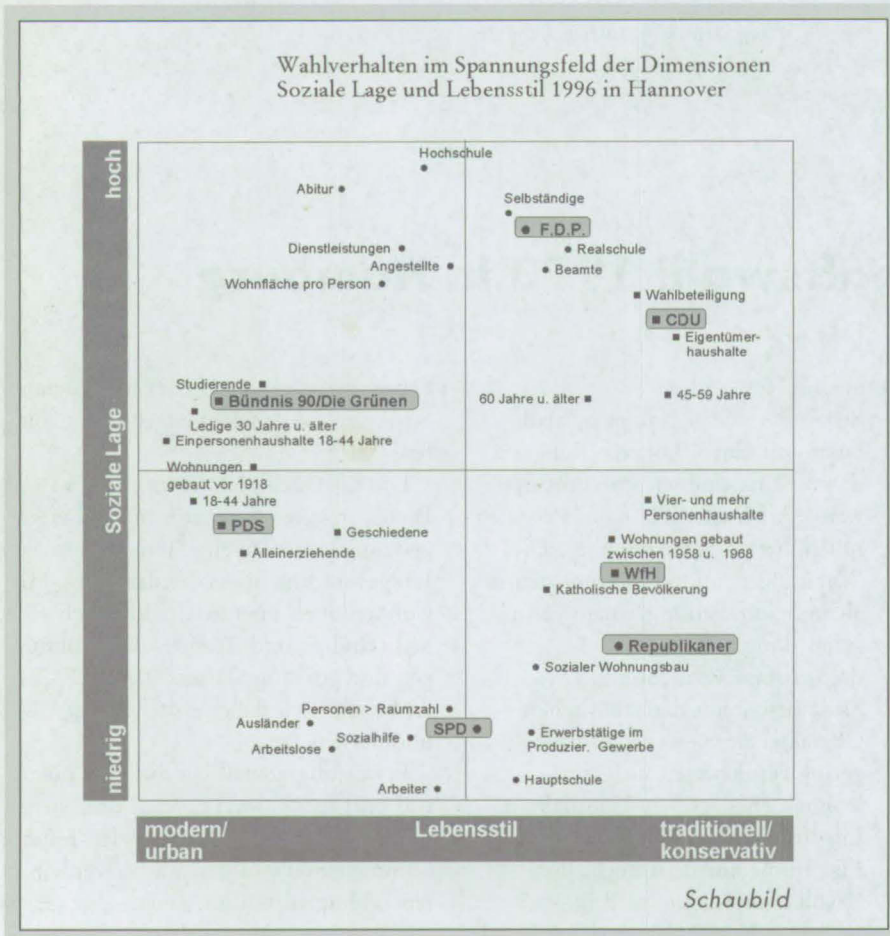 Wahlverhalten im Spannungsfeld der Dimensionen
Soziale Lage und Lebensstil 1996 in Hannover
hoch
Soziale Lage
niedrig
Hochschule
Abitur
Selbständige
F.D.P.
Dienstleistungen
Realschule
Angestellte
Beamte
Wohnfläche pro Person
Wahlbeteiligung
CDU
Eigentümer-
haushalte
Studierende
Bündnis 90/Die Grünen
60 Jahre u. älter
45-59 Jahre
Ledige 30 Jahre u. älter
Einpersonenhaushalte 18-44 Jahre
Wohnungen
gebaut vor 1918
18-44 Jahre
Vier- und mehr
Personenhaushalte
PDS
Geschiedene
Wohnungen gebaut
zwischen 1958 u. 1968
Alleinerziehende
WfH
Katholische Bevölkerung
Republikaner
Sozialer Wohnungsbau
Personen > Raumzahl
Ausländer
SPD
Sozialhilfe
Erwerbstätige im
Produzier. Gewerbe
Arbeitslose
Hauptschule
Arbeiter
modern/
urban
Lebensstil
traditionell/
konservativ
Schaubild